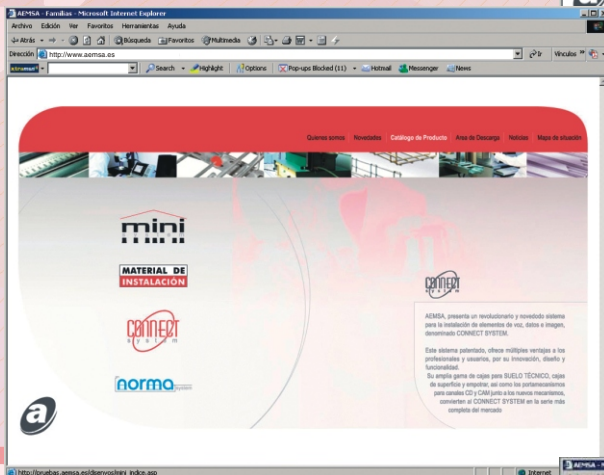 AEMSA - Familias - Microsoft Internet Explorer
Archivo Edición Ver Favoritos Herramientas Ayuda
Atrás Búsqueda Favoritos Multimedia
Dirección http://www.aemsa.es Ir Vínculos
Search Highlight Options Pop-ups Blocked (11) Hotmail Messenger News
Quienes somos Novedades Catálogo de Producto Area de Descarga Noticias Mapa de situación
mini
MATERIAL DE
INSTALACIÓN
CONNECT
system
norma
system
a
CONNECT
system
AEMSA, presenta un revolucionario y novedodo sistema
para la instalación de elementos de voz, datos e imagen,
denominado CONNECT SYSTEM.
Este sistema patentado, ofrece múltiples ventajas a los
profesionales y usuarios, por su innovación, diseño y
funcionalidad.
Su amplia gama de cajas para SUELO TÉCNICO, cajas
de superficie y empotrar, así como los portamecanismos
para canales CD y CAM junto a los nuevos mecanismos,
convierten al CONNECT SYSTEM en la serie más
completa del mercado
http://pruebas.aemsa.es/disenyos/mini_indice.asp Internet
AEMSA -